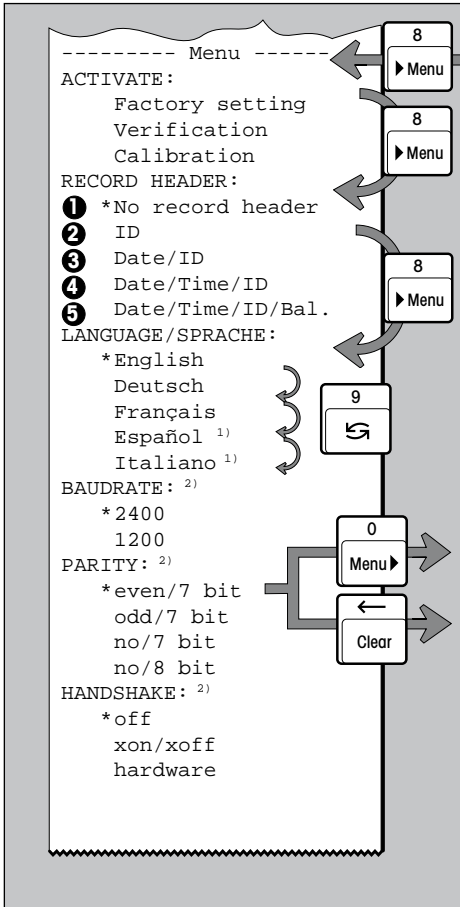 --------- Menu ------
ACTIVATE:
Factory setting
Verification
Calibration
RECORD HEADER:
1 *No record header
2 ID
3 Date/ID
4 Date/Time/ID
5 Date/Time/ID/Bal.
LANGUAGE/SPRACHE:
*English
Deutsch
Français
Español 1)
Italiano 1)
BAUDRATE: 2)
*2400
1200
PARITY: 2)
*even/7 bit
odd/7 bit
no/7 bit
no/8 bit
HANDSHAKE: 2)
*off
xon/xoff
hardware
8
Menu
8
Menu
8
Menu
9
0
Menu
Clear